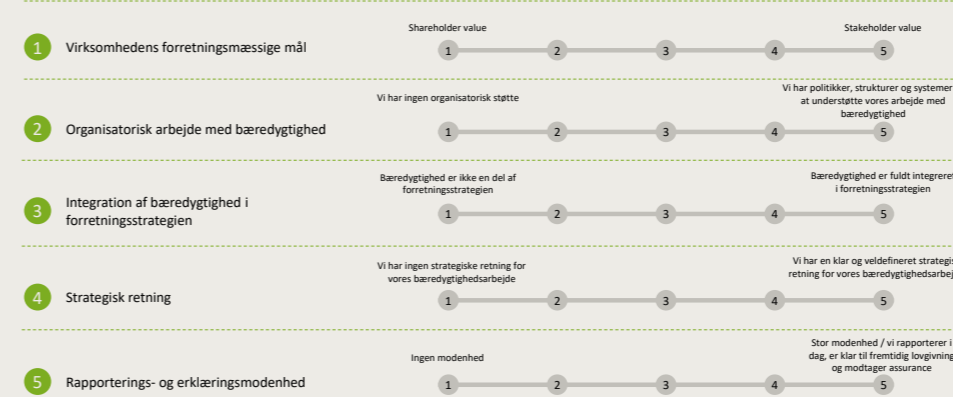 Shareholder value
Stakeholder value
1 Virksomhedens forretningsmæssige mål
1 2 3 4 5
Vi har ingen organisatorisk støtte
Vi har politikker, strukturer og systemer
at understøtte vores arbejde med
bæredygtighed
2 Organisatorisk arbejde med bæredygtighed
1 2 3 4 5
Bæredygtighed er ikke en del af
forretningsstrategien
Bæredygtighed er fuldt integreret
i forretningsstrategien
3 Integration af bæredygtighed i
forretningsstrategien
1 2 3 4 5
Vi har ingen strategiske retning for
vores bæredygtighedsarbejde
Vi har en klar og veldefineret
retning for vores
4 Strategisk retning
1 2 3 4 5
Ingen modenhed
Stor modenhed / vi rapporterer i
dag, er klar til fremtidig lovgivning
og modtager assurance
5 Rapporterings- og erklæringsmodenhed
1 2 3 4 5